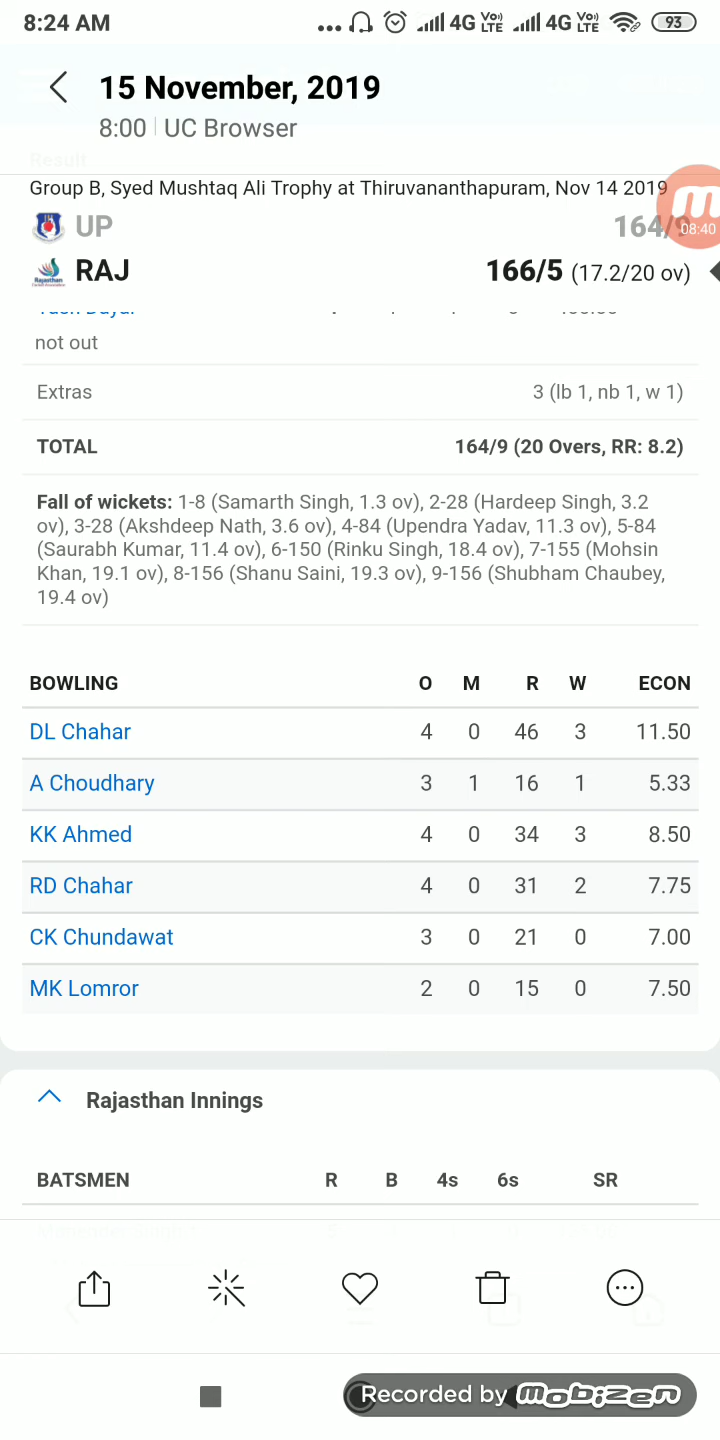 8:24 AM
4G VoLTE 4G VoLTE 93
15 November, 2019
8:00 | UC Browser
Result
Group B, Syed Mushtaq Ali Trophy at Thiruvananthapuram, Nov 14 2019
UP 164/9
08:40
RAJ 166/5 (17.2/20 ov)
not out
Extras 3 (lb 1, nb 1, w 1)
TOTAL 164/9 (20 Overs, RR: 8.2)
Fall of wickets: 1-8 (Samarth Singh, 1.3 ov), 2-28 (Hardeep Singh, 3.2
ov), 3-28 (Akshdeep Nath, 3.6 ov), 4-84 (Upendra Yadav, 11.3 ov), 5-84
(Saurabh Kumar, 11.4 ov), 6-150 (Rinku Singh, 18.4 ov), 7-155 (Mohsin
Khan, 19.1 ov), 8-156 (Shanu Saini, 19.3 ov), 9-156 (Shubham Chaubey,
19.4 ov)
BOWLING O M R W ECON
DL Chahar 4 0 46 3 11.50
A Choudhary 3 1 16 1 5.33
KK Ahmed 4 0 34 3 8.50
RD Chahar 4 0 31 2 7.75
CK Chundawat 3 0 21 0 7.00
MK Lomror 2 0 15 0 7.50
Rajasthan Innings
BATSMEN R B 4s 6s SR
Recorded by mobizen